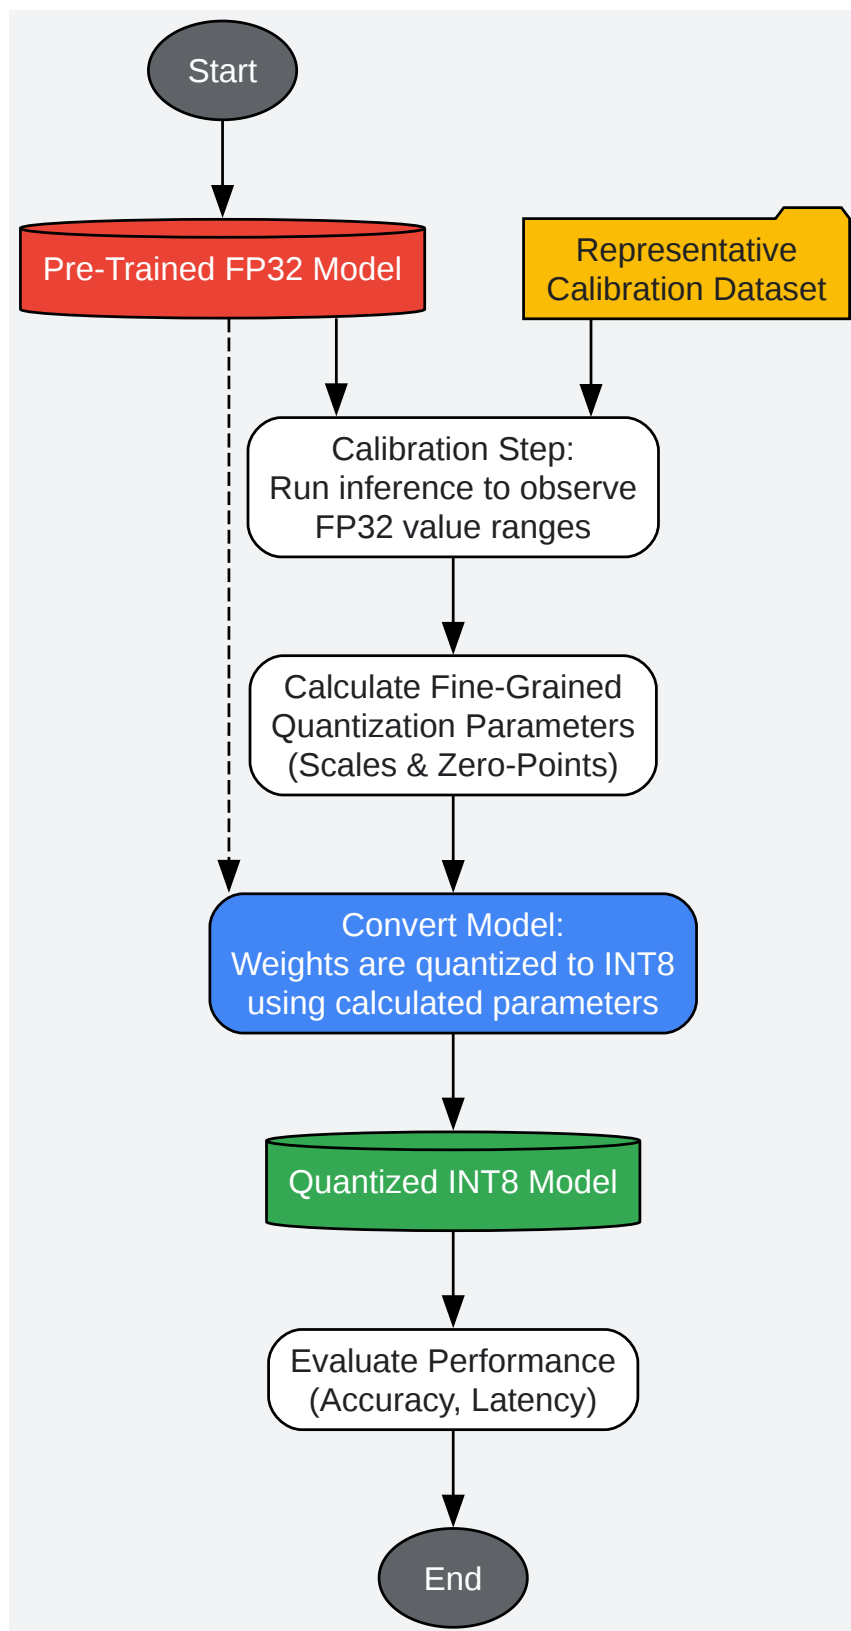 Start
Pre-Trained FP32 Model
Representative
Calibration Dataset
Calibration Step:
Run inference to observe
FP32 value ranges
Calculate Fine-Grained
Quantization Parameters
(Scales & Zero-Points)
Convert Model:
Weights are quantized to INT8
using calculated parameters
Quantized INT8 Model
Evaluate Performance
(Accuracy, Latency)
End